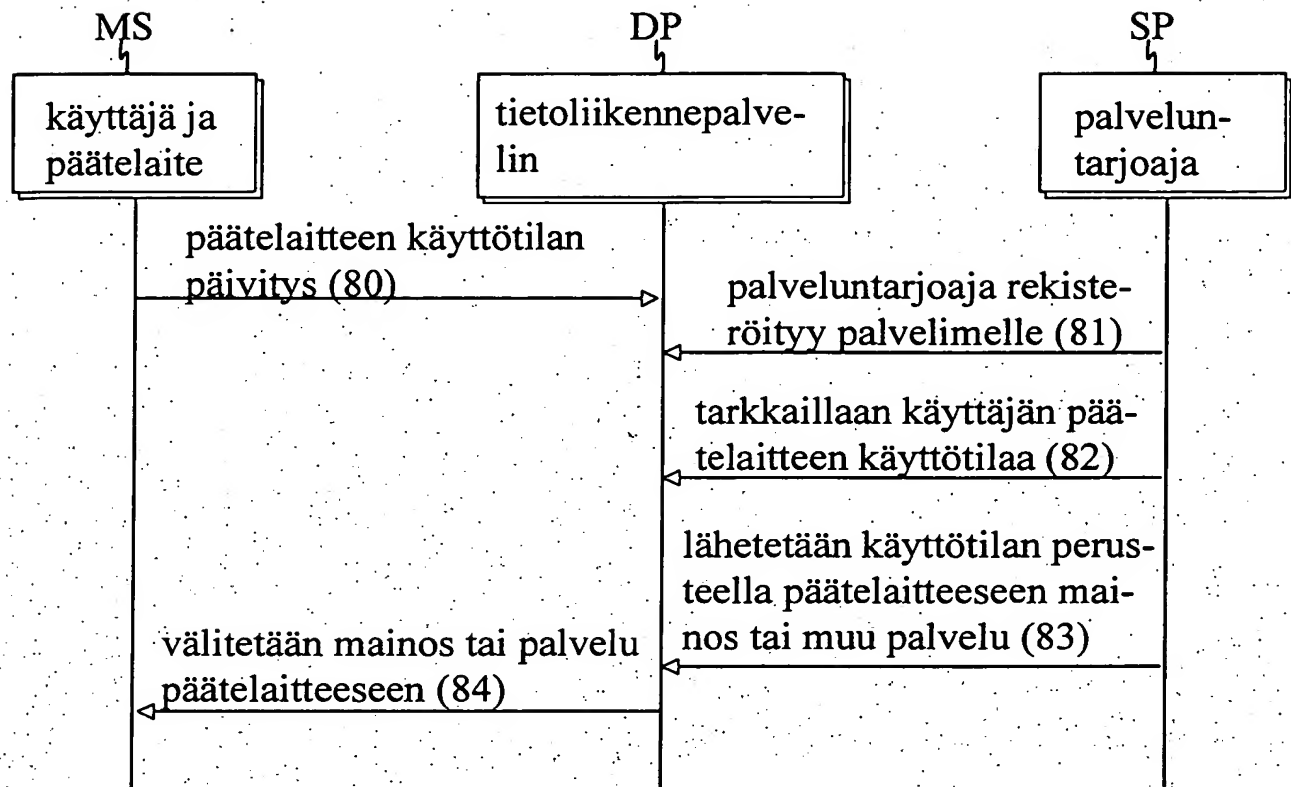 MS
DP
SP
käyttäjä ja
päätelaite
tietoliikennepalve-
lin
palvelun-
tarjoaja
päätelaitteen käyttötilan
päivitys (80)
palveluntarjoaja rekiste-
röityy palvelimelle (81)
tarkkaillaan käyttäjän pää-
telaitteen käyttötilaa (82)
lähetetään käyttötilan perus-
teella päätelaitteeseen mai-
nos tai muu palvelu (83)
välitetään mainos tai palvelu
päätelaitteeseen (84)